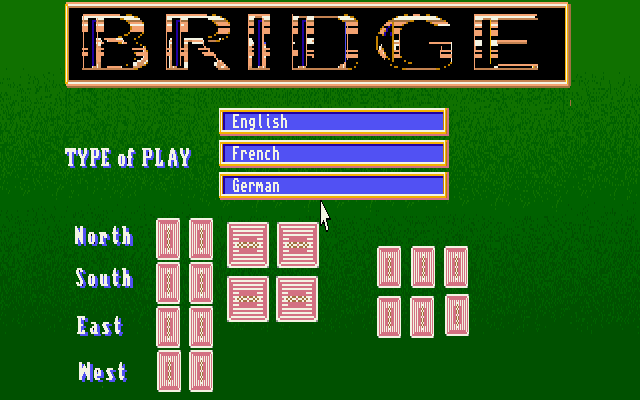 BRIDGE
English
TYPE of PLAY
French
German
North
South
East
West